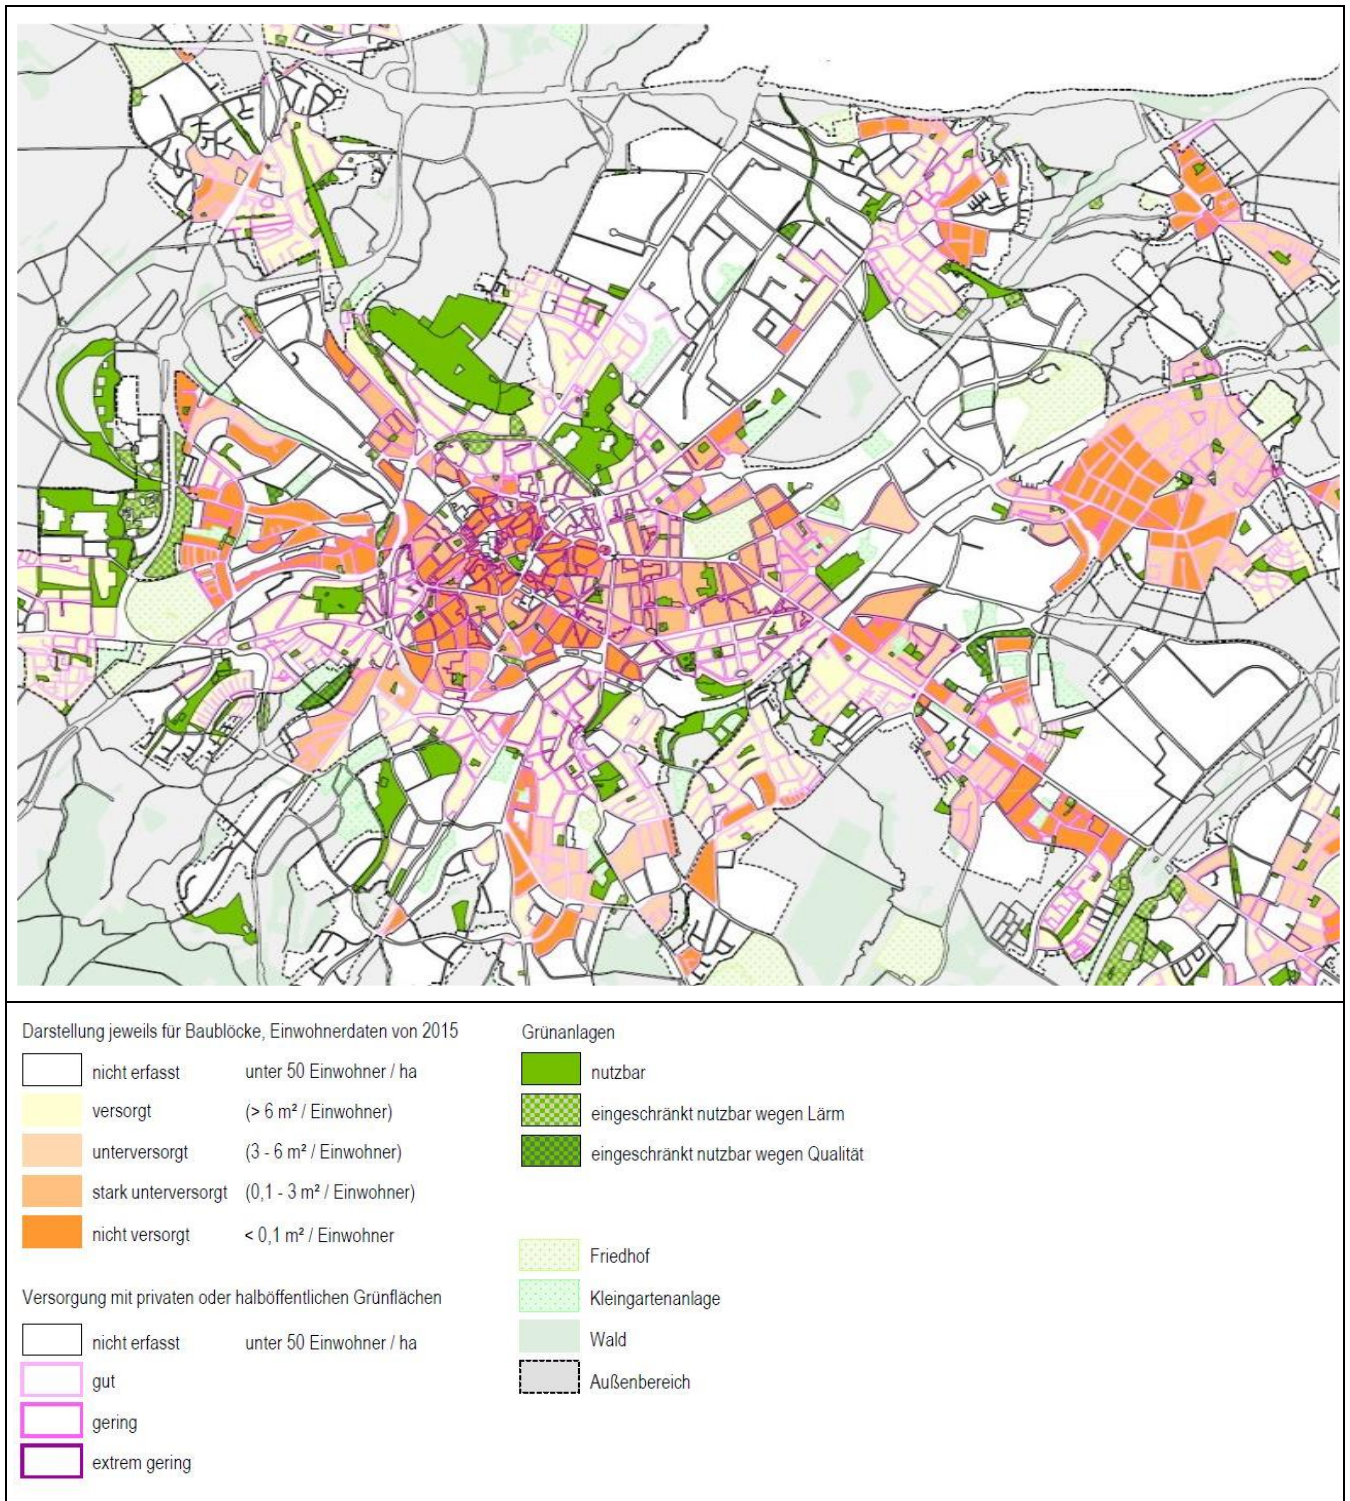 Darstellung jeweils für Baublöcke, Einwohnerdaten von 2015
nicht erfasst unter 50 Einwohner / ha
versorgt (> 6 m² / Einwohner)
unterversorgt (3 - 6 m² / Einwohner)
stark unterversorgt (0,1 - 3 m² / Einwohner)
nicht versorgt < 0,1 m² / Einwohner
Versorgung mit privaten oder halböffentlichen Grünflächen
nicht erfasst unter 50 Einwohner / ha
gut
gering
extrem gering
Grünanlagen
nutzbar
eingeschränkt nutzbar wegen Lärm
eingeschränkt nutzbar wegen Qualität
Friedhof
Kleingartenanlage
Wald
Außenbereich